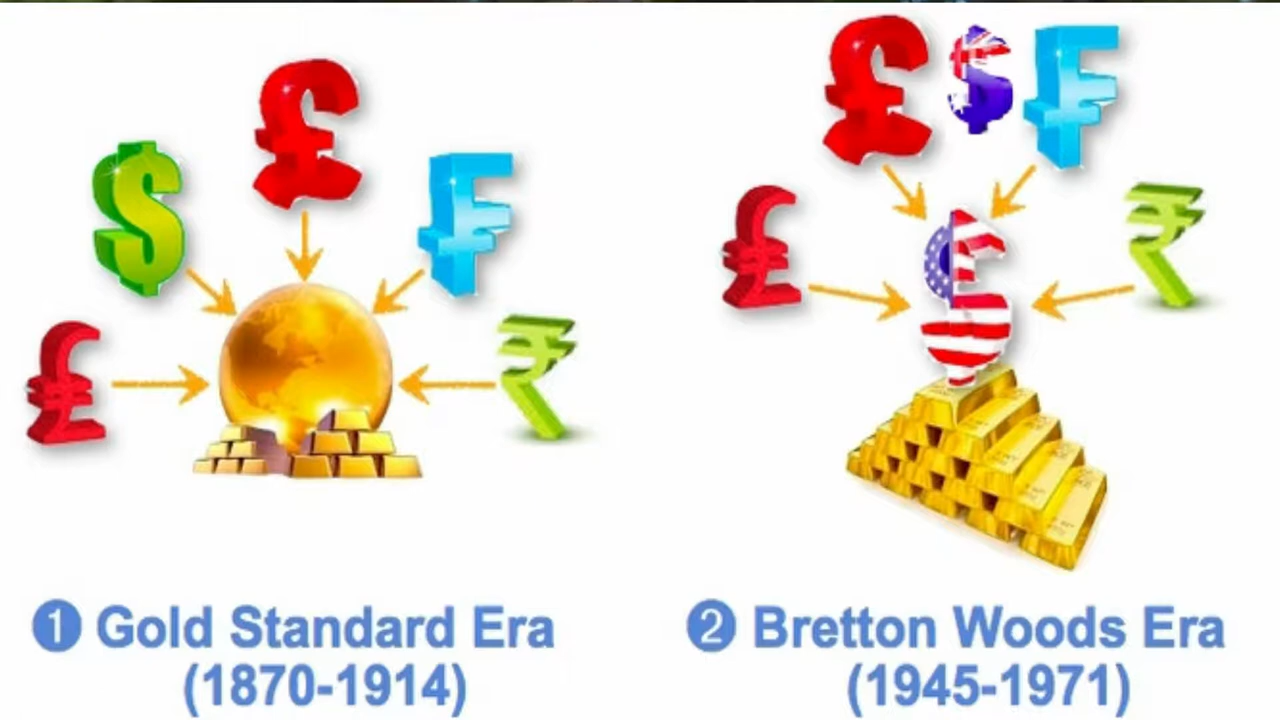 ❶ Gold Standard Era
(1870-1914)
❷ Bretton Woods Era
(1945-1971)